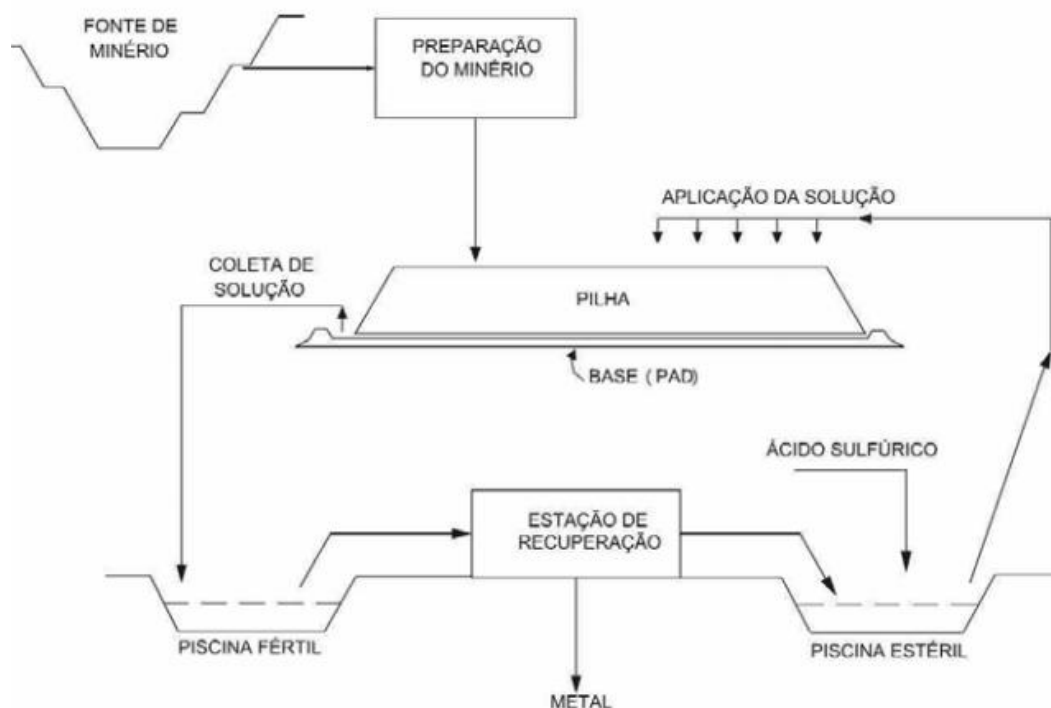 FONTE DE
MINÉRIO
PREPARAÇÃO
DO MINÉRIO
APLICAÇÃO DA SOLUÇÃO
COLETA DE
SOLUÇÃO
PILHA
BASE ( PAD)
ÁCIDO SULFÚRICO
ESTAÇÃO DE
RECUPERAÇÃO
PISCINA FÉRTIL
PISCINA ESTÉRIL
METAL